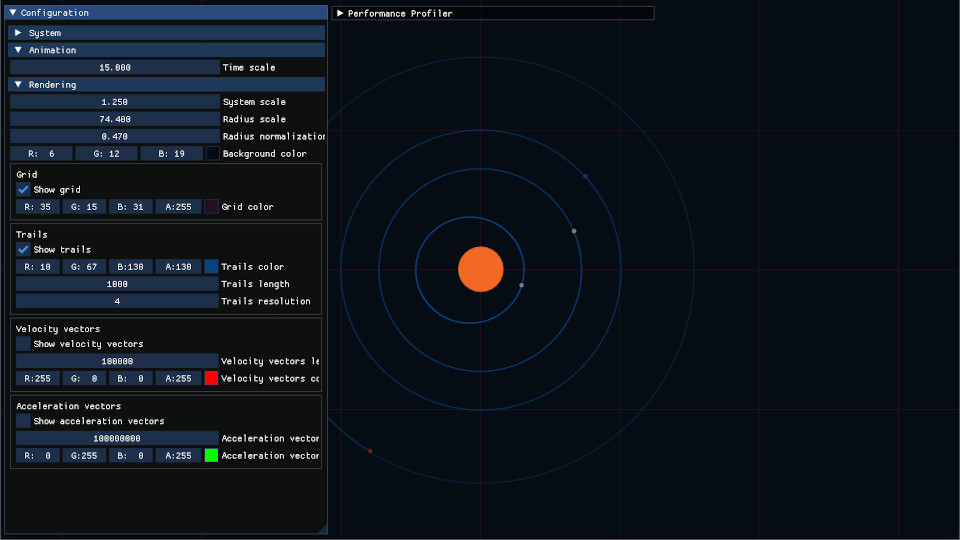 Configuration
Performance Profiler
System
Animation
15.000 Time scale
Rendering
1.250 System scale
74.400 Radius scale
0.470 Radius normalization
R: 6 G: 12 B: 19 Background color
Grid
Show grid
R: 35 G: 15 B: 31 A:255 Grid color
Trails
Show trails
R: 10 G: 67 B:130 A:130 Trails color
1000 Trails length
4 Trails resolution
Velocity vectors
Show velocity vectors
100000 Velocity vectors le
R:255 G: 0 B: 0 A:255 Velocity vectors co
Acceleration vectors
Show acceleration vectors
100000000 Acceleration vector
R: 0 G:255 B: 0 A:255 Acceleration vector